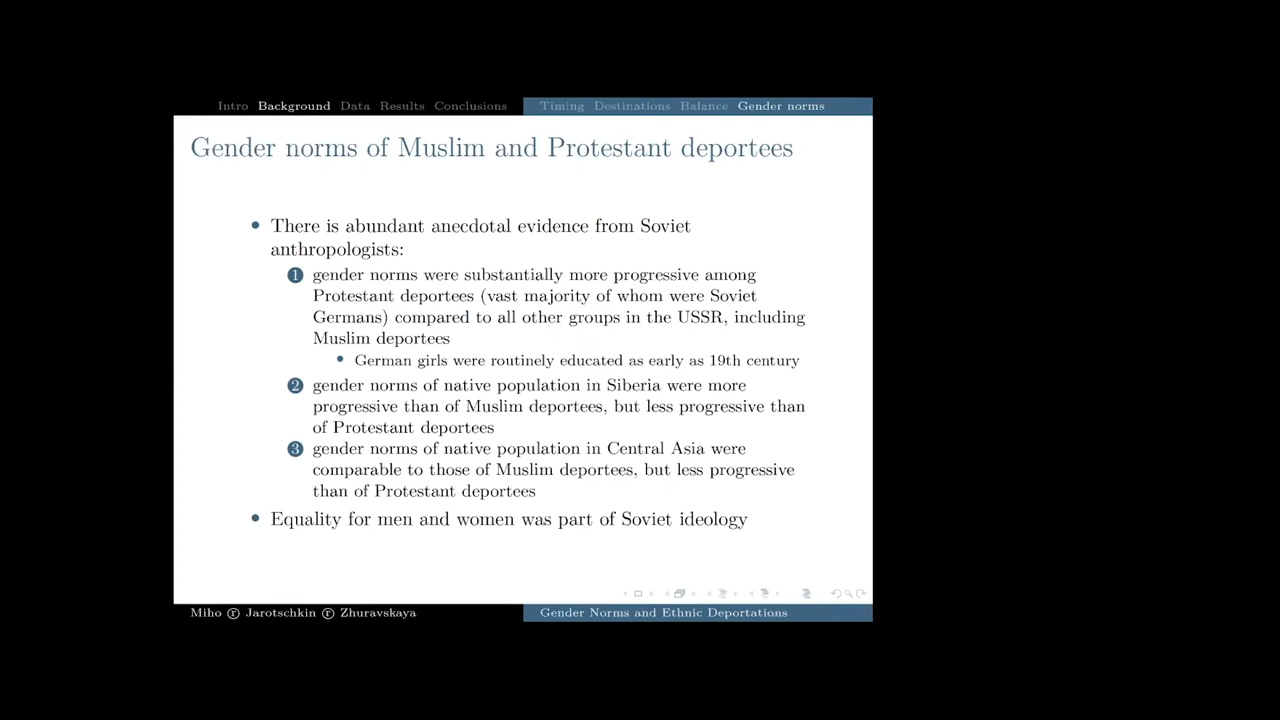 Intro Background Data Results Conclusions Timing Destinations Balance Gender norms
Gender norms of Muslim and Protestant deportees
• There is abundant anecdotal evidence from Soviet
anthropologists:
1 gender norms were substantially more progressive among
Protestant deportees (vast majority of whom were Soviet
Germans) compared to all other groups in the USSR, including
Muslim deportees
• German girls were routinely educated as early as 19th century
2 gender norms of native population in Siberia were more
progressive than of Muslim deportees, but less progressive than
of Protestant deportees
3 gender norms of native population in Central Asia were
comparable to those of Muslim deportees, but less progressive
than of Protestant deportees
• Equality for men and women was part of Soviet ideology
Miho ⓡ Jarotschkin ⓡ Zhuravskaya Gender Norms and Ethnic Deportations